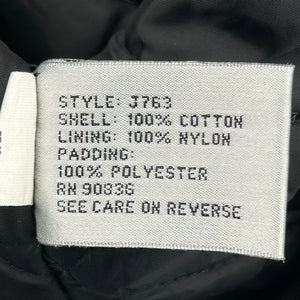 STYLE: J763
SHELL: 100% COTTON
LINING: 100% NYLON
PADDING:
100% POLYESTER
RN 90836
SEE CARE ON REVERSE